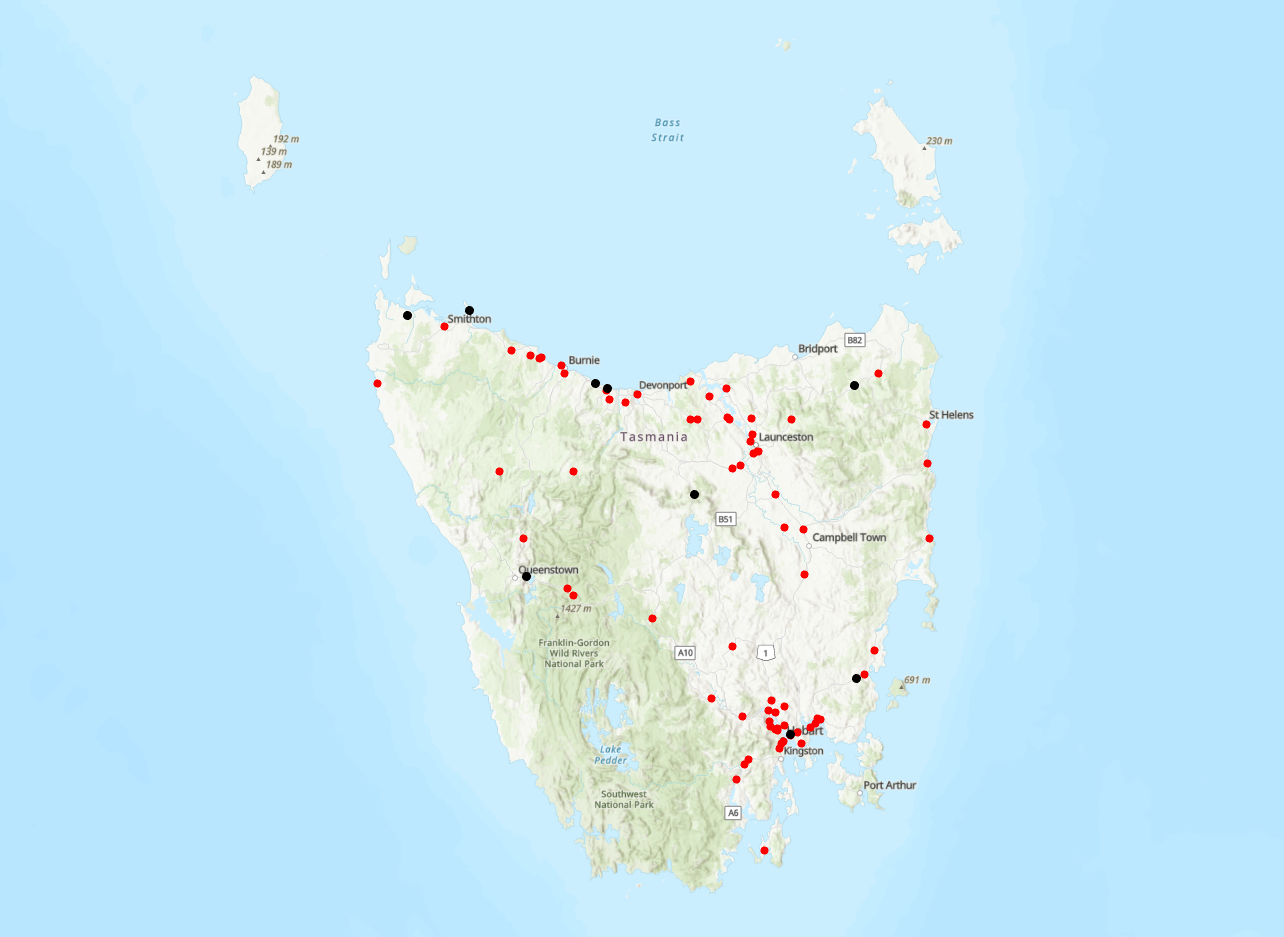 Bass
Strait
192 m
139 m
189 m
230 m
Smithton
B82
Bridport
Burnie
Devonport
St Helens
Tasmania
Launceston
B51
Campbell Town
Queenstown
1427 m
Franklin-Gordon
Wild Rivers
National Park
A10
1
691 m
Hobart
Lake
Pedder
Kingston
Port Arthur
Southwest
National Park
A6